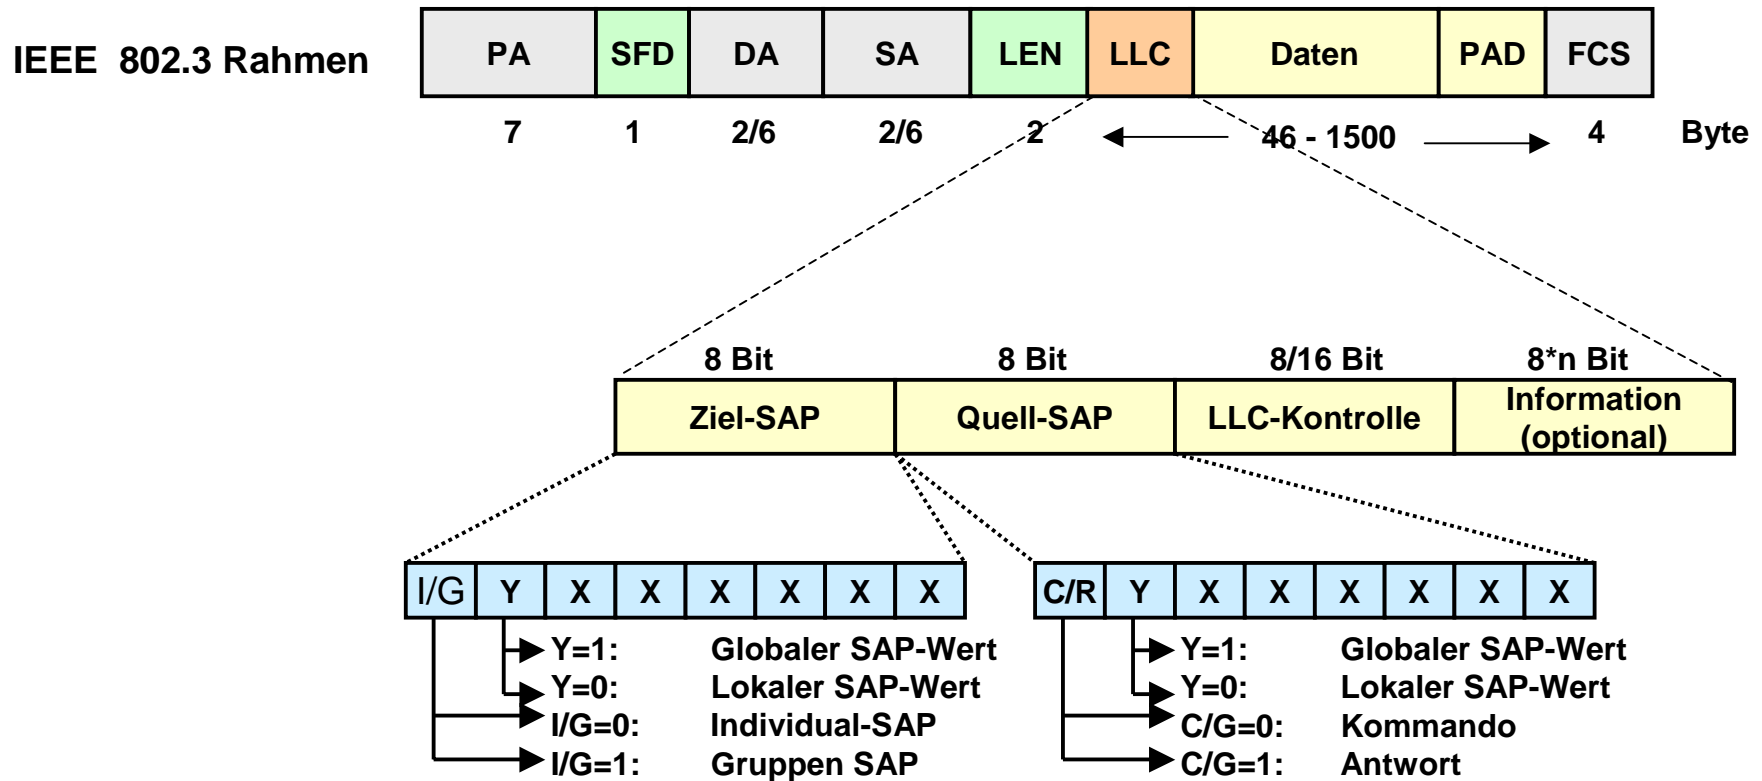 IEEE 802.3 Rahmen
PA SFD DA SA LEN LLC Daten PAD FCS
7 1 2/6 2/6 2 46 - 1500 4 Byte
8 Bit 8 Bit 8/16 Bit 8*n Bit
Ziel-SAP Quell-SAP LLC-Kontrolle Information
(optional)
I/G Y X X X X X X C/R Y X X X X X X
Y=1: Globaler SAP-Wert Y=1: Globaler SAP-Wert
Y=0: Lokaler SAP-Wert Y=0: Lokaler SAP-Wert
I/G=0: Individual-SAP C/G=0: Kommando
I/G=1: Gruppen SAP C/G=1: Antwort